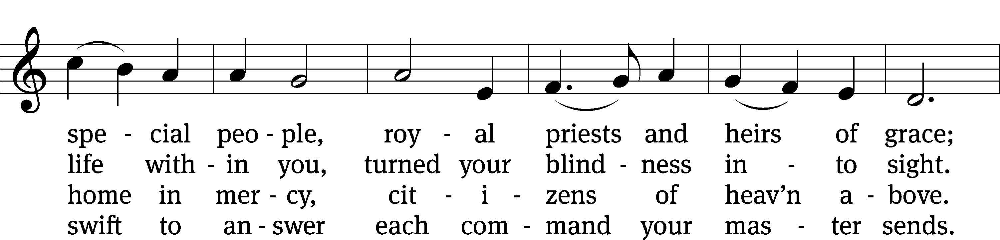 spe - cial peo - ple, roy - al priests and heirs of grace;
life with - in you, turned your blind - ness in - to sight.
home in mer - cy, cit - i - zens of heav’n a - bove.
swift to an - swer each com - mand your mas - ter sends.